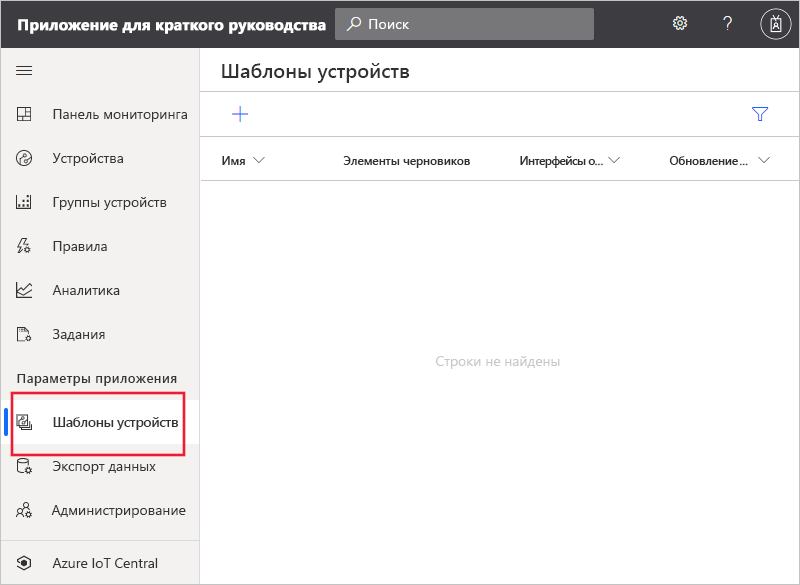 Приложение для краткого руководства
Поиск
?
Шаблоны устройств
Панель мониторинга
Устройства
Имя
Элементы черновиков
Интерфейсы о...
Обновление ...
Группы устройств
Правила
Аналитика
Задания
Строки не найдены
Параметры приложения
Шаблоны устройств
Экспорт данных
Администрирование
Azure IoT Central